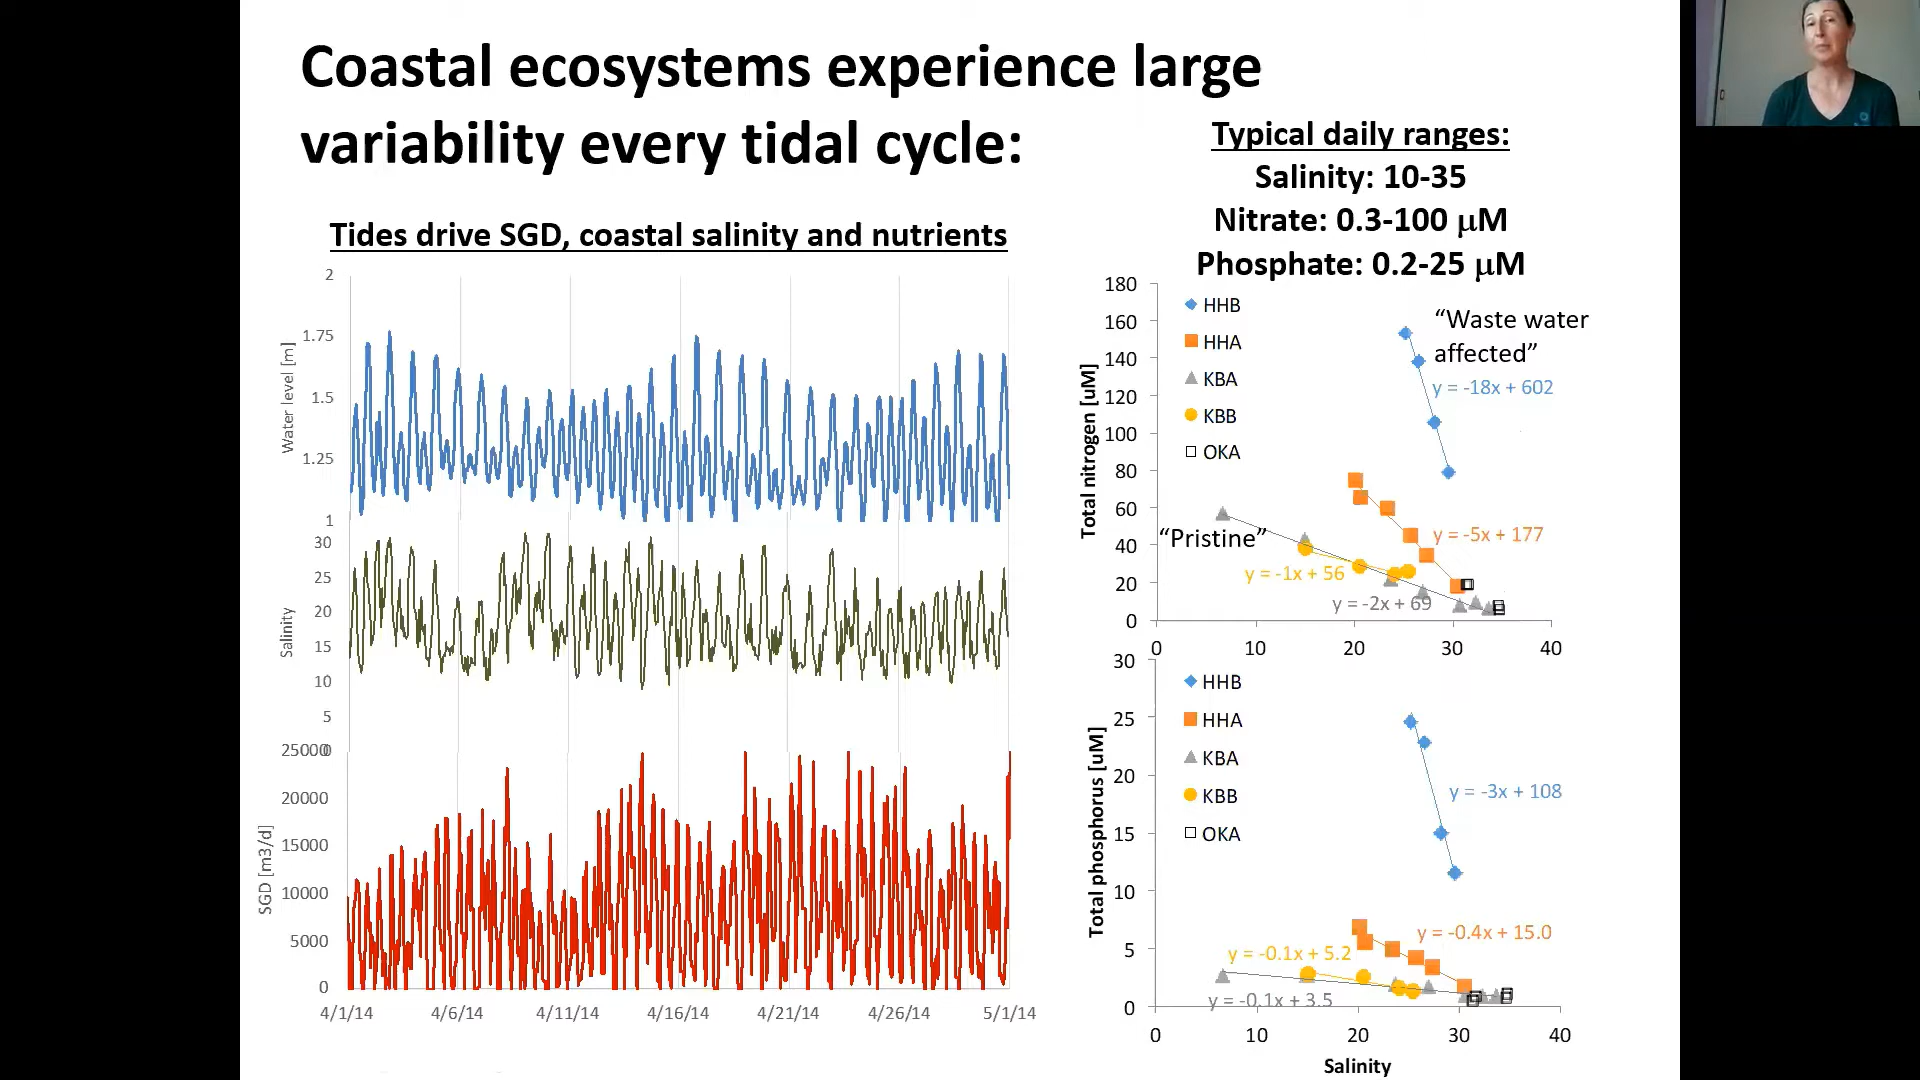 Coastal ecosystems experience large
variability every tidal cycle:
Typical daily ranges:
Salinity: 10-35
Nitrate: 0.3-100 µM
Phosphate: 0.2-25 µM
Tides drive SGD, coastal salinity and nutrients
Water level [m]
2
1.75
1.5
1.25
1
Salinity
30
25
20
15
10
5
0
SGD [m3/d]
25000
20000
15000
10000
5000
0
4/1/14 4/6/14 4/11/14 4/16/14 4/21/14 4/26/14 5/1/14
Total nitrogen [uM]
180
160
140
120
100
80
60
40
20
0
0 10 20 30 40
HHB
HHA
KBA
KBB
OKA
“Waste water
affected”
y = -18x + 602
y = -5x + 177
“Pristine”
y = -1x + 56
y = -2x + 69
Total phosphorus [uM]
30
25
20
15
10
5
0
0 10 20 30 40
Salinity
HHB
HHA
KBA
KBB
OKA
y = -3x + 108
y = -0.4x + 15.0
y = -0.1x + 5.2
y = -0.1x + 3.5